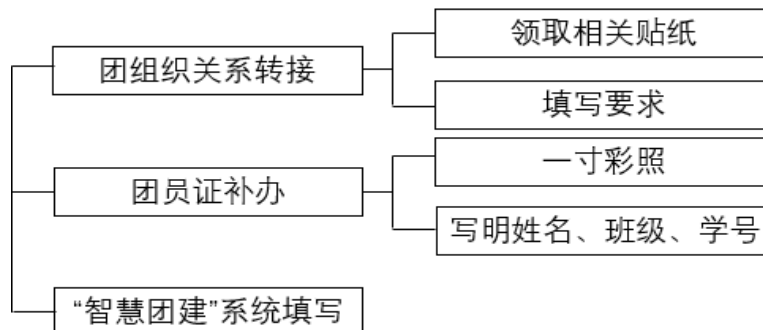 团组织关系转接
领取相关贴纸
填写要求
团员证补办
一寸彩照
写明姓名、班级、学号
“智慧团建”系统填写